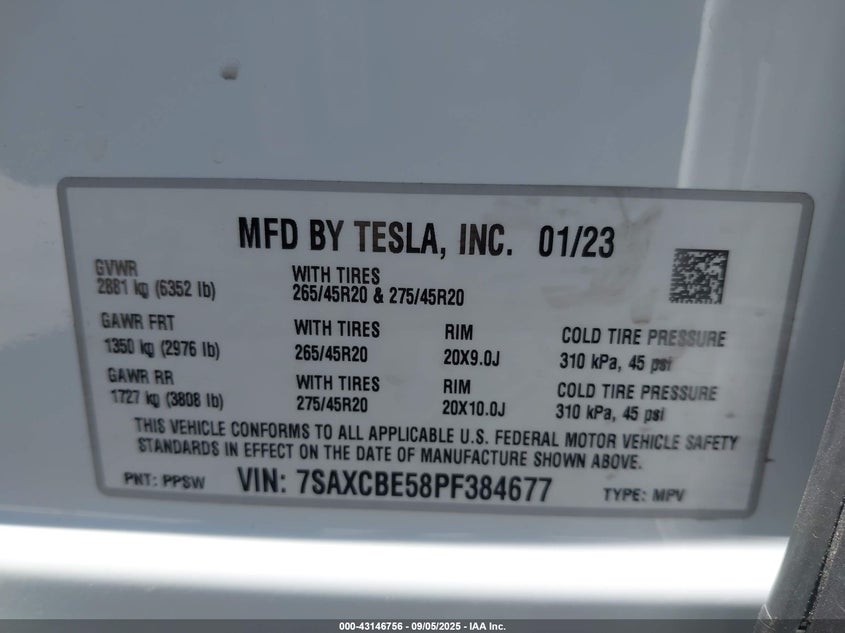 MFD BY TESLA, INC. 01/23
GVWR
2881 kg (6352 lb)
WITH TIRES
265/45R20 & 275/45R20
GAWR FRT
1350 kg (2976 lb)
WITH TIRES
265/45R20
RIM
20X9.0J
COLD TIRE PRESSURE
310 kPa, 45 psi
GAWR RR
1727 kg (3808 lb)
WITH TIRES
275/45R20
RIM
20X10.0J
COLD TIRE PRESSURE
310 kPa, 45 psi
THIS VEHICLE CONFORMS TO ALL APPLICABLE U.S. FEDERAL MOTOR VEHICLE SAFETY
STANDARDS IN EFFECT ON THE DATE OF MANUFACTURE SHOWN ABOVE.
PNT: PPSW VIN: 7SAXCBE58PF384677 TYPE: MPV
000-43146756 - 09/05/2025 - IAA Inc.